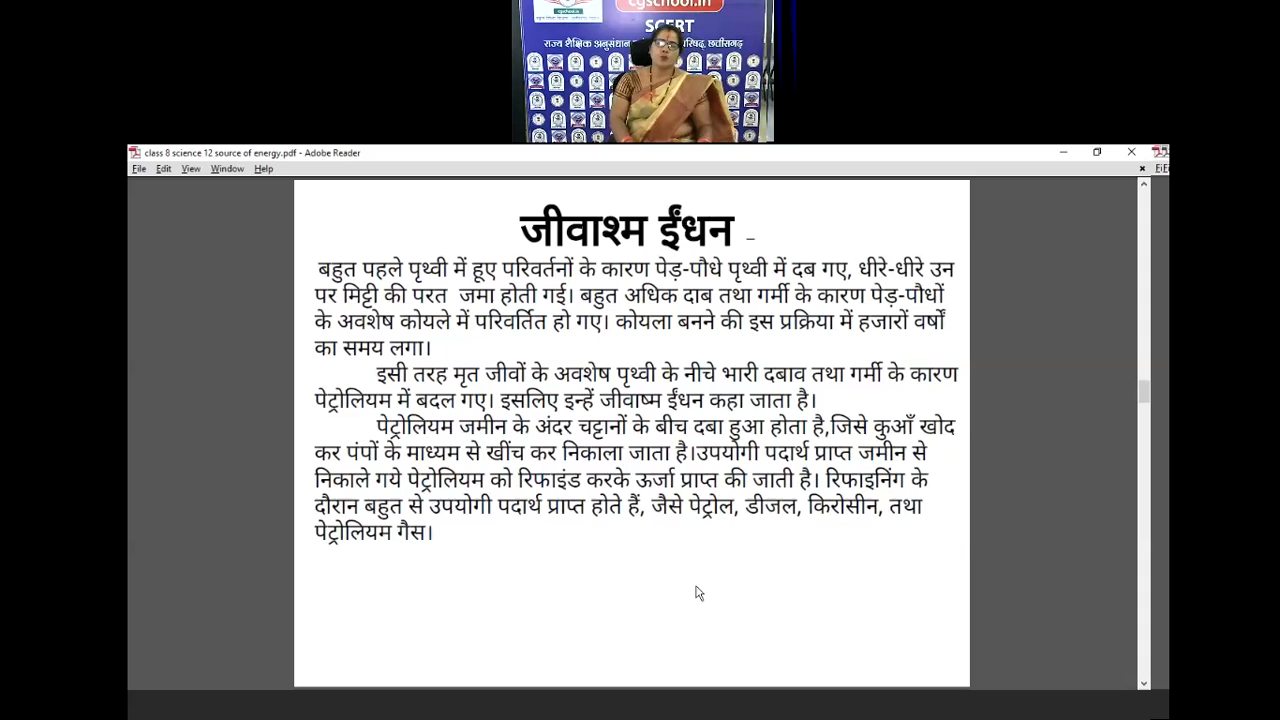 cgschool.in
SCERT
class 8 science 12 source of energy.pdf - Adobe Reader
File Edit View Window Help
जीवाश्म ईंधन –
बहुत पहले पृथ्वी में हूए परिवर्तनों के कारण पेड़-पौधे पृथ्वी में दब गए, धीरे-धीरे उन
पर मिट्टी की परत जमा होती गई। बहुत अधिक दाब तथा गर्मी के कारण पेड़-पौधों
के अवशेष कोयले में परिवर्तित हो गए। कोयला बनने की इस प्रक्रिया में हजारों वर्षों
का समय लगा।
इसी तरह मृत जीवों के अवशेष पृथ्वी के नीचे भारी दबाव तथा गर्मी के कारण
पेट्रोलियम में बदल गए। इसलिए इन्हें जीवाष्म ईंधन कहा जाता है।
पेट्रोलियम जमीन के अंदर चट्टानों के बीच दबा हुआ होता है,जिसे कुआँ खोद
कर पंपों के माध्यम से खींच कर निकाला जाता है।उपयोगी पदार्थ प्राप्त जमीन से
निकाले गये पेट्रोलियम को रिफाइंड करके ऊर्जा प्राप्त की जाती है। रिफाइनिंग के
दौरान बहुत से उपयोगी पदार्थ प्राप्त होते हैं, जैसे पेट्रोल, डीजल, किरोसीन, तथा
पेट्रोलियम गैस।